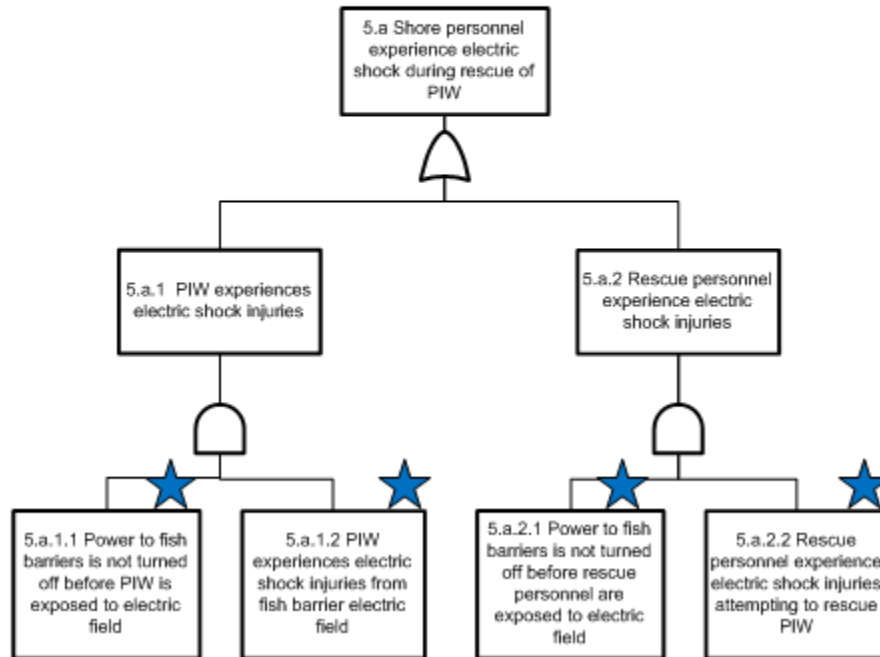 5.a Shore personnel
experience electric
shock during rescue of
PIW
5.a.1 PIW experiences
electric shock injuries
5.a.2 Rescue personnel
experience electric
shock injuries
5.a.1.1 Power to fish
barriers is not turned
off before PIW is
exposed to electric
field
5.a.1.2 PIW
experiences electric
shock injuries from
fish barrier electric
field
5.a.2.1 Power to fish
barriers is not turned
off before rescue
personnel are
exposed to electric
field
5.a.2.2 Rescue
personnel experience
electric shock injuries
attempting to rescue
PIW